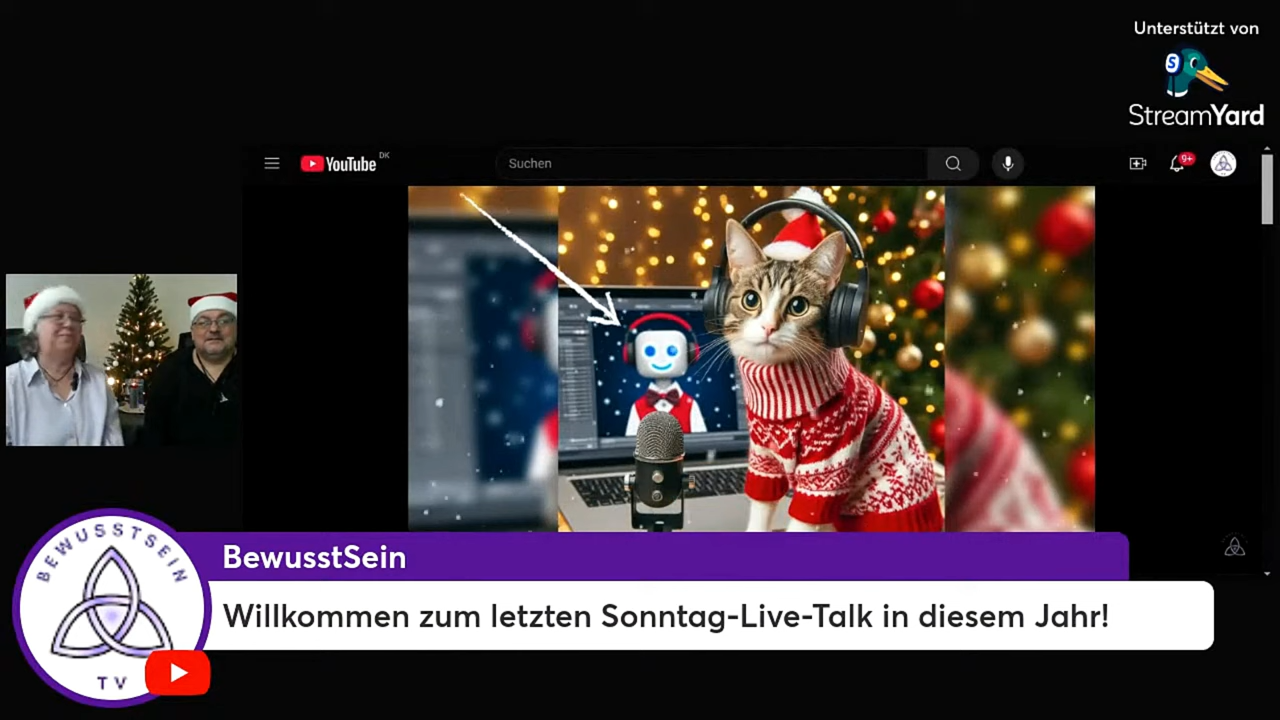 Unterstützt von
StreamYard
YouTube DK
Suchen
9+
BEWUSSTSEIN
TV
BewusstSein
Willkommen zum letzten Sonntag-Live-Talk in diesem Jahr!